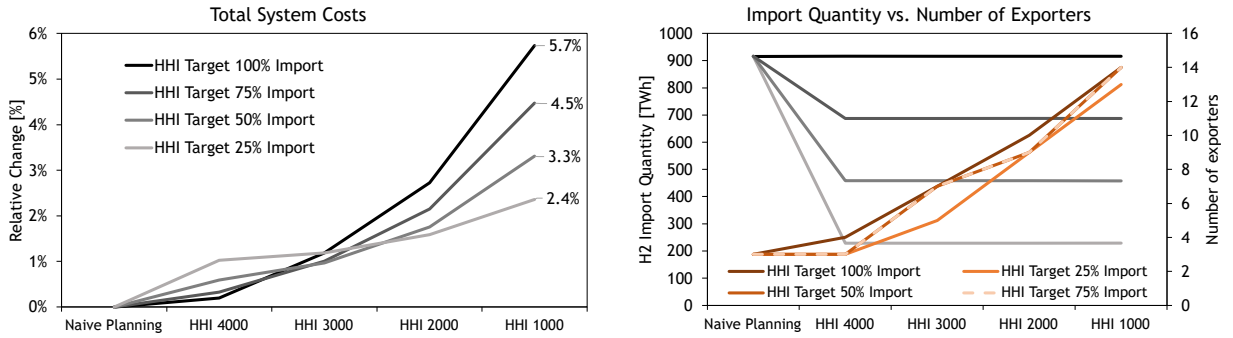 Total System Costs
6%
5%
4%
3%
2%
1%
0%
Relative Change [%]
HHI Target 100% Import
HHI Target 75% Import
HHI Target 50% Import
HHI Target 25% Import
5.7%
4.5%
3.3%
2.4%
Naive Planning HHI 4000 HHI 3000 HHI 2000 HHI 1000
Import Quantity vs. Number of Exporters
1000
900
800
700
600
500
400
300
200
100
0
H2 Import Quantity [TWh]
16
14
12
10
8
6
4
2
0
Number of exporters
HHI Target 100% Import HHI Target 25% Import
HHI Target 50% Import HHI Target 75% Import
Naive Planning HHI 4000 HHI 3000 HHI 2000 HHI 1000